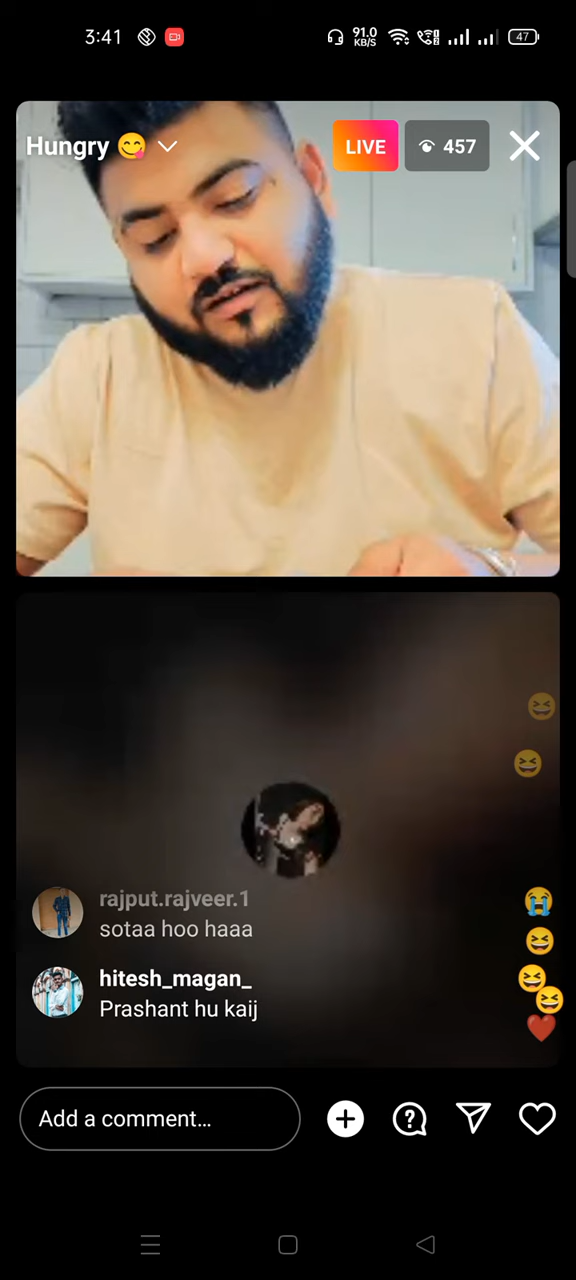 3:41
91.0
KB/S
47
Hungry 😋
LIVE
457
rajput.rajveer.1
sotaa hoo haaa
hitesh_magan_
Prashant hu kaij
Add a comment...